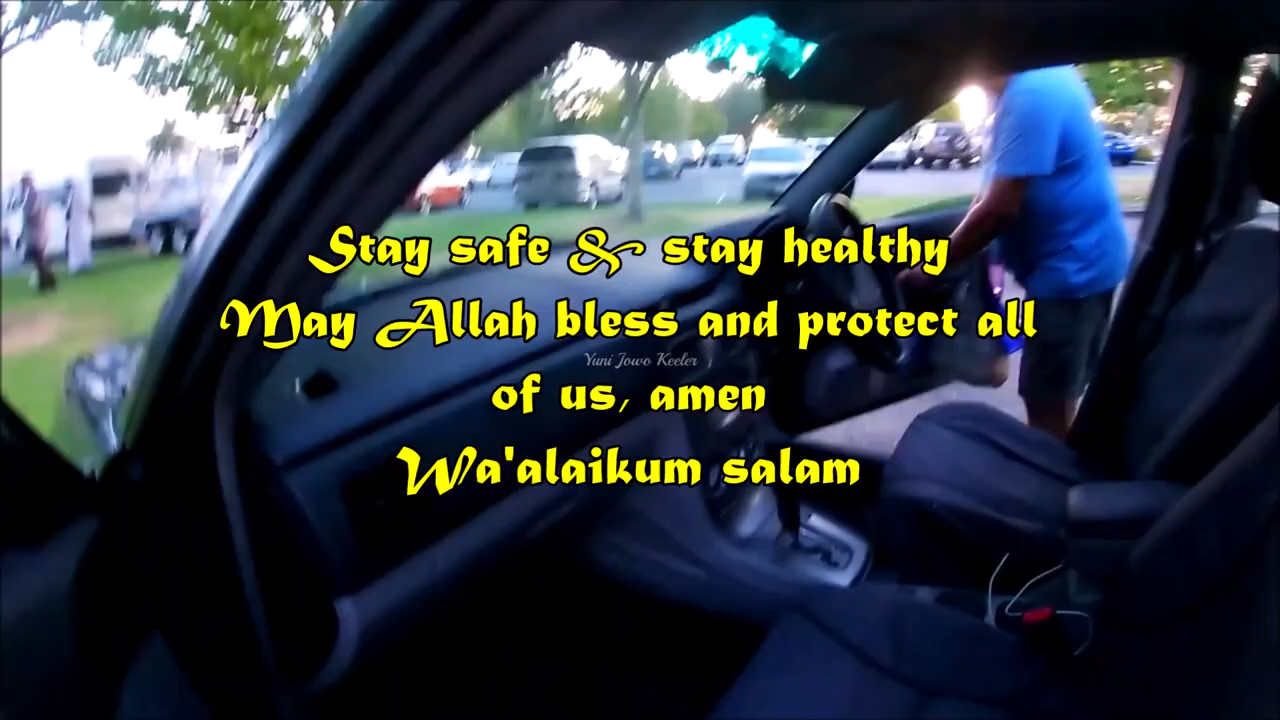 Stay safe & stay healthy
May Allah bless and protect all
Yuni Jowo Keeler
of us, amen
Wa'alaikum salam